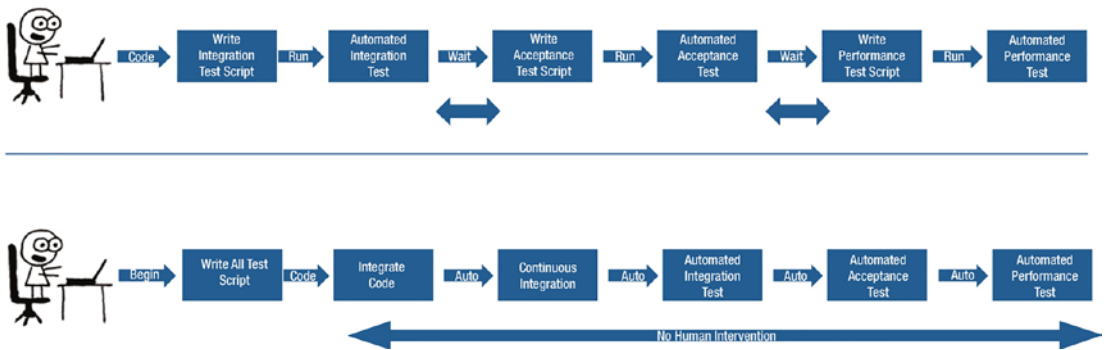 Code
Write
Integration
Test Script
Run
Automated
Integration
Test
Wait
Write
Acceptance
Test Script
Run
Automated
Acceptance
Test
Wait
Write
Performance
Test Script
Run
Automated
Performance
Test
Begin
Write All Test
Script
Code
Integrate
Code
Auto
Continuous
Integration
Auto
Automated
Integration
Test
Auto
Automated
Acceptance
Test
Auto
Automated
Performance
Test
No Human Intervention